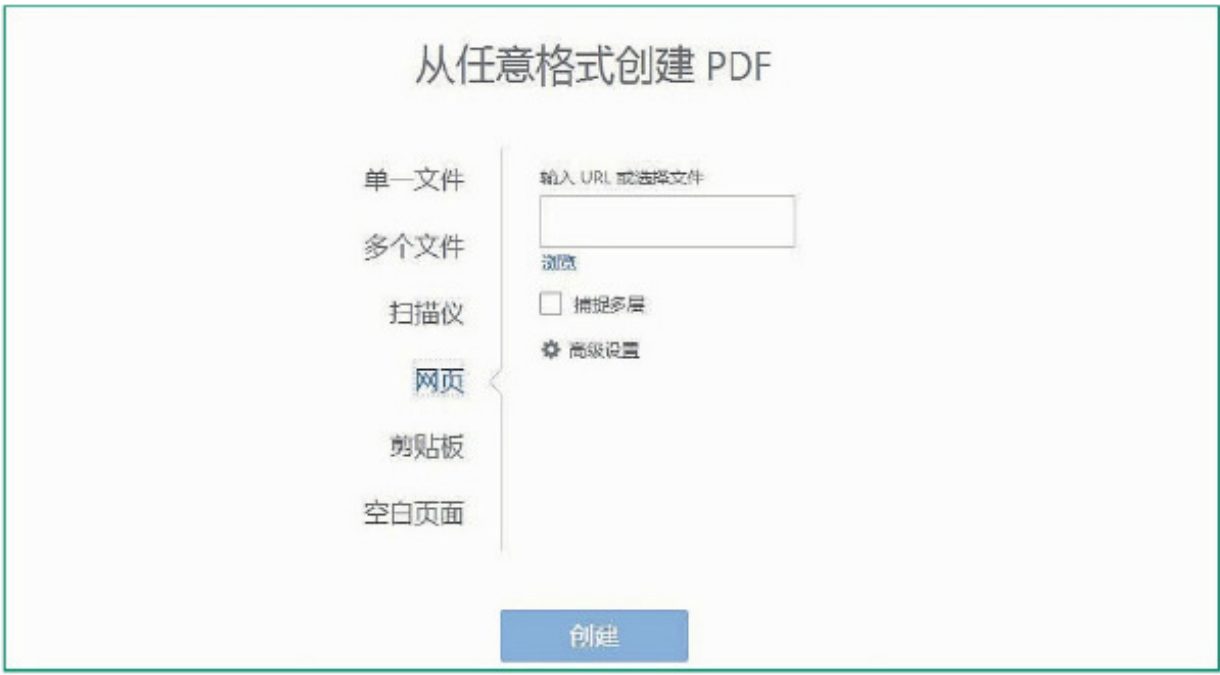 从任意格式创建 PDF
单一文件
多个文件
扫描仪
网页
剪贴板
空白页面
输入 URL 或选择文件
浏览
捕捉多层
高级设置
创建